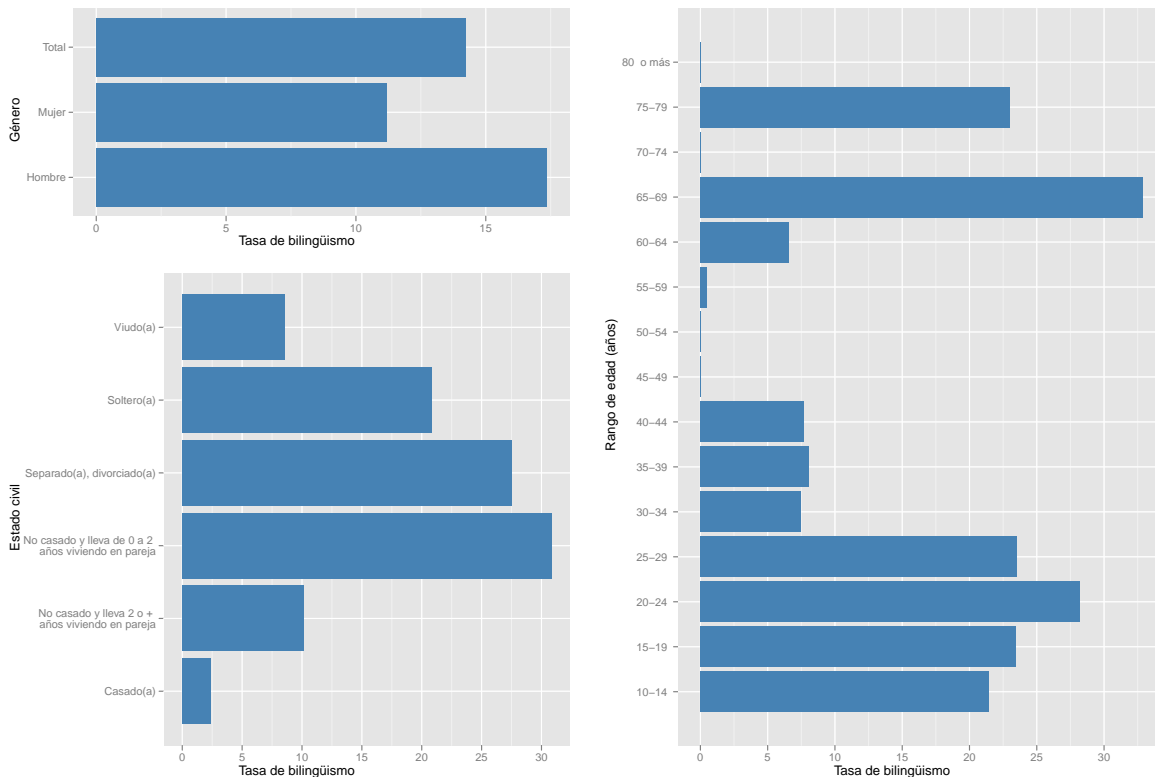 Género
Total
Mujer
Hombre
0 5 10 15
Tasa de bilingüismo
Estado civil
Viudo(a)
Soltero(a)
Separado(a), divorciado(a)
No casado y lleva de 0 a 2
años viviendo en pareja
No casado y lleva 2 o +
años viviendo en pareja
Casado(a)
0 5 10 15 20 25 30
Tasa de bilingüismo
Rango de edad (años)
80 o más
75−79
70−74
65−69
60−64
55−59
50−54
45−49
40−44
35−39
30−34
25−29
20−24
15−19
10−14
0 5 10 15 20 25 30
Tasa de bilingüismo